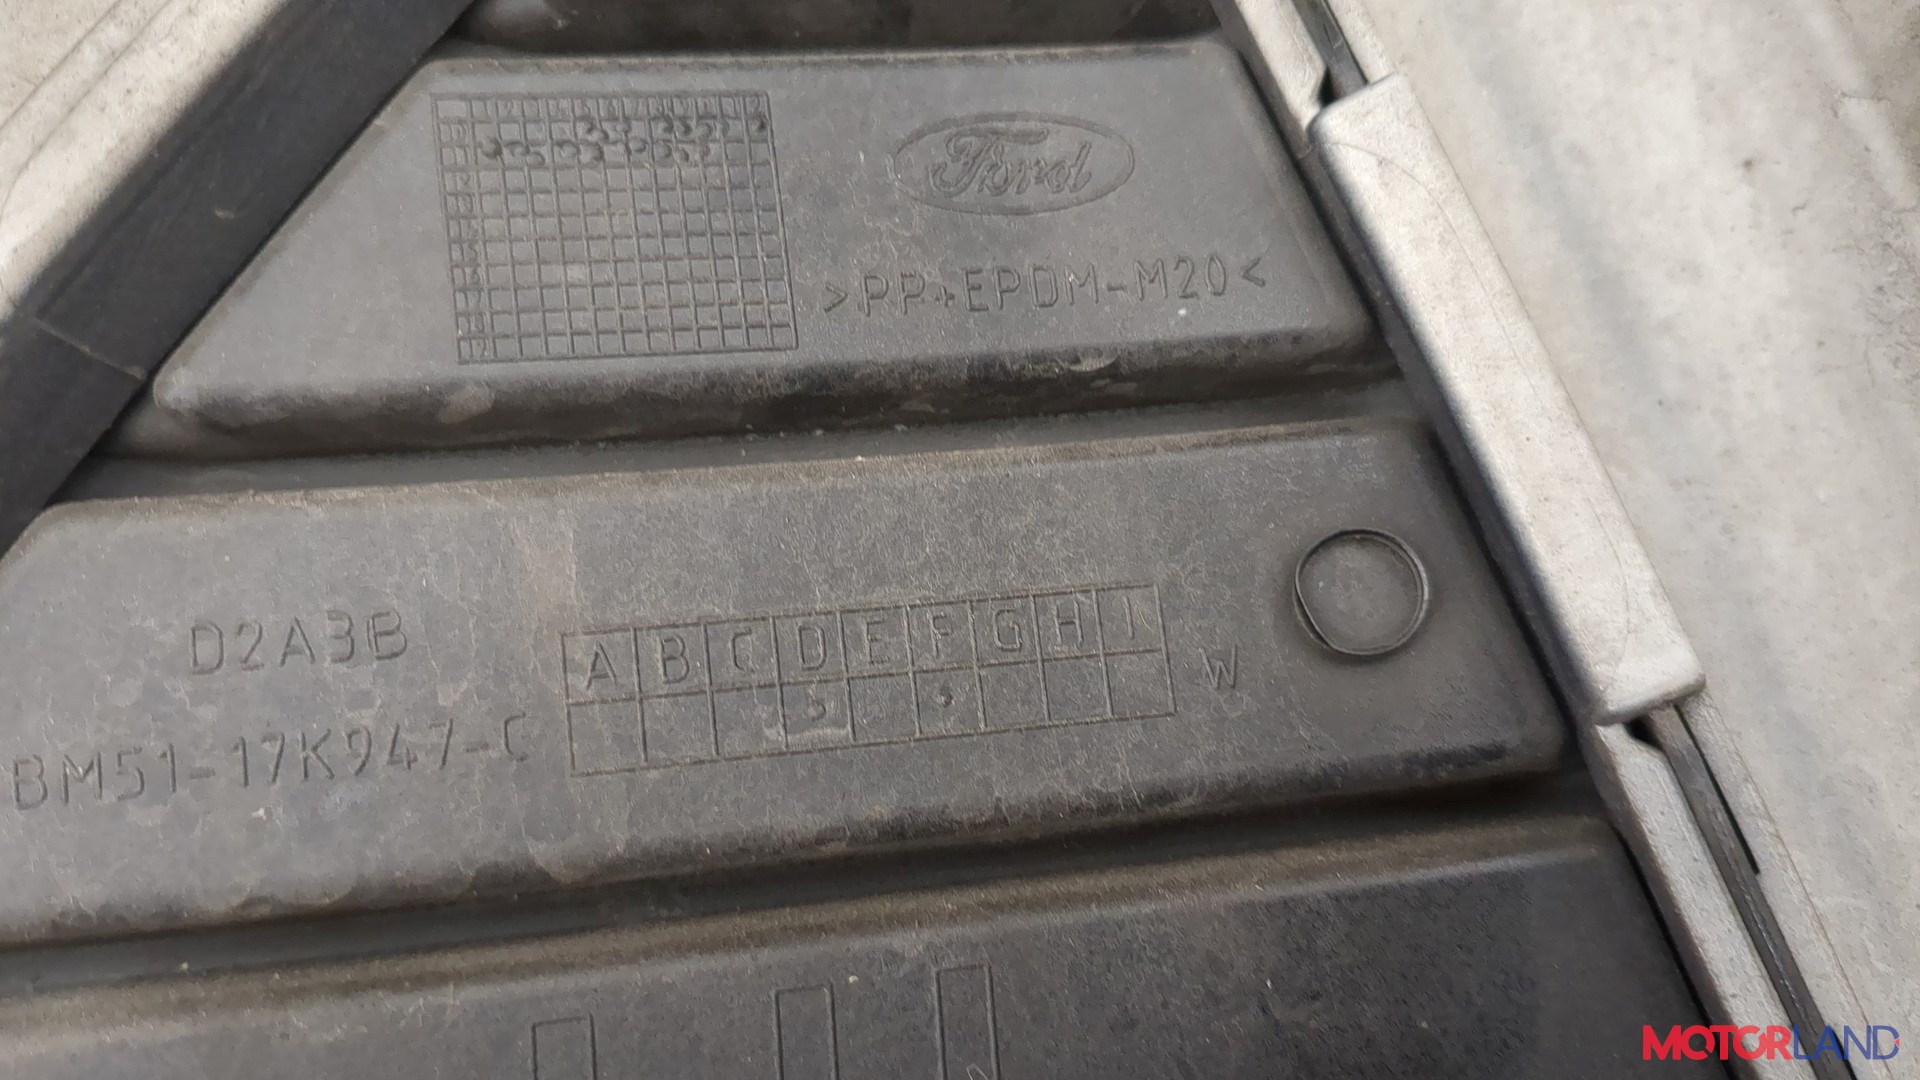 Ford
>PP+EPDM-M20<
D2A3B
A B C D E F G H I
W
BM51-17K947-C
MOTORLAND